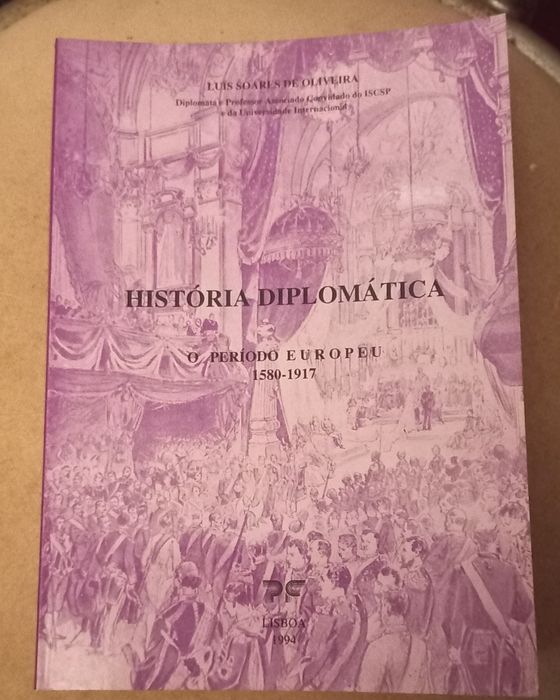 LUIS SOARES DE OLIVEIRA
Diplomata e Professor Associado Convidado do ISCSP
e da Universidade Internacional
HISTÓRIA DIPLOMÁTICA
O PERÍODO EUROPEU
1580-1917
PF
LISBOA
1994